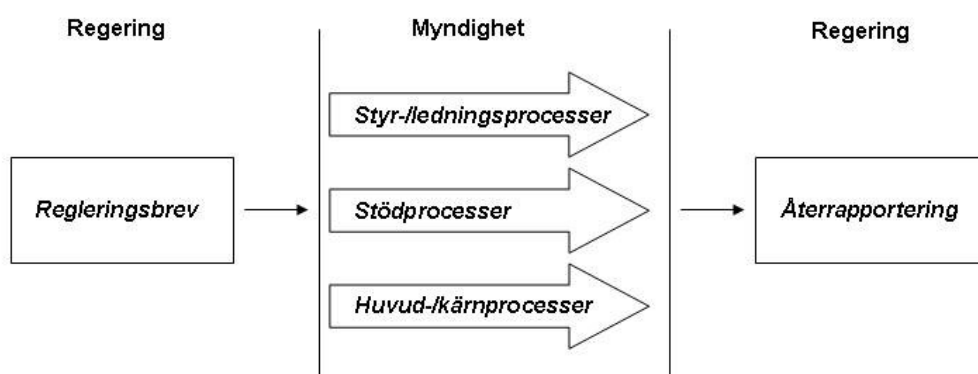 Regering
Myndighet
Regering
Styr-/ledningsprocesser
Regleringsbrev
Stödprocesser
Återrapportering
Huvud-/kärnprocesser